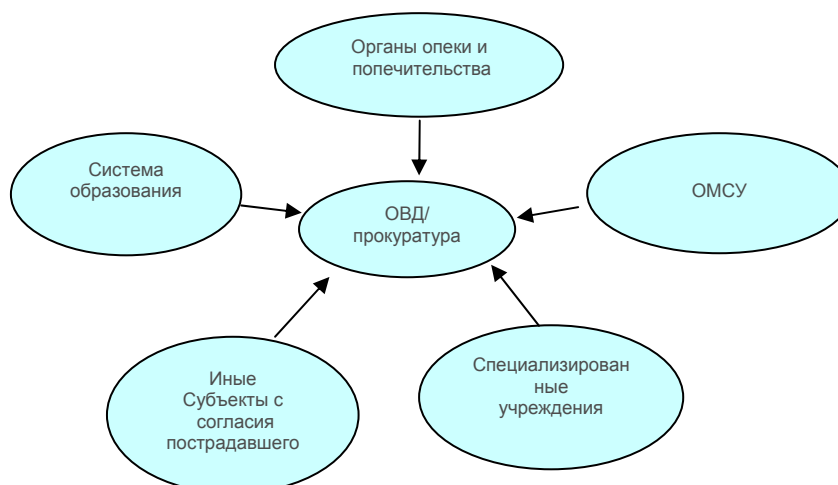 Органы опеки и
попечительства
Система
образования
ОМСУ
ОВД/
прокуратура
Специализирован
ные
учреждения
Иные
Субъекты с
согласия
пострадавшего